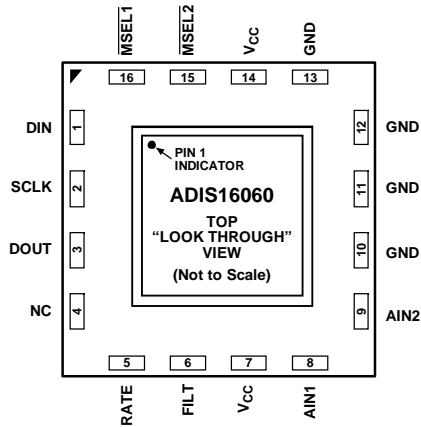 MSEL1
MSEL2
VCC
GND
16
15
14
13
DIN
1
SCLK
2
DOUT
3
NC
4
12
GND
11
GND
10
GND
9
AIN2
PIN 1
INDICATOR
ADIS16060
TOP
“LOOK THROUGH”
VIEW
(Not to Scale)
5
6
7
8
RATE
FILT
VCC
AIN1